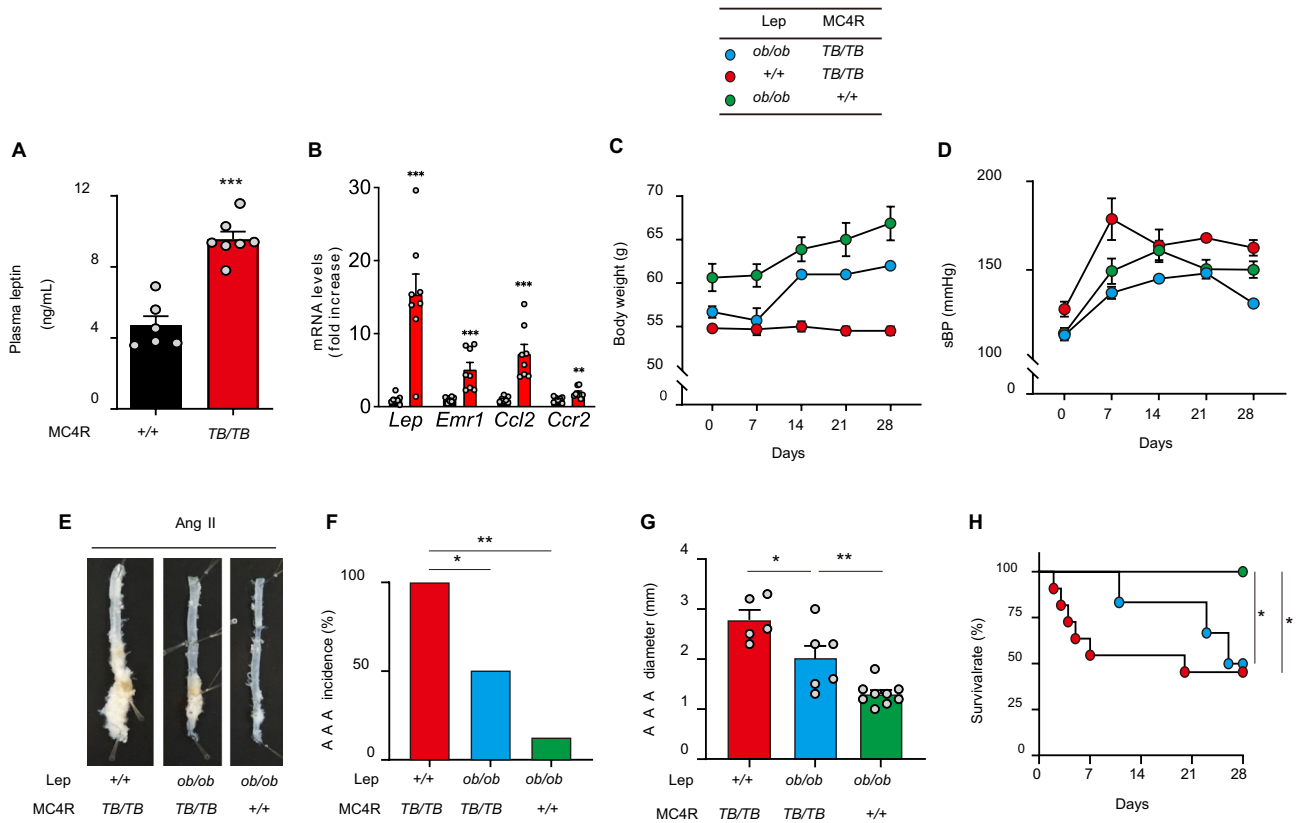 Lep MC4R
ob/ob TB/TB
+/+ TB/TB
ob/ob +/+
A
Plasma leptin
(ng/mL)
12
8
4
0
***
MC4R +/+ TB/TB
B
mRNA levels
(fold increase)
30
20
10
0
*** *** *** **
Lep Emr1 Ccl2 Ccr2
C
Body weight (g)
70
65
60
55
50
0
0 7 14 21 28
Days
D
sBP (mmHg)
200
150
100
0
0 7 14 21 28
Days
E
Ang II
Lep +/+ ob/ob ob/ob
MC4R TB/TB TB/TB +/+
F
AAA incidence (%)
100
50
0
**
*
Lep +/+ ob/ob ob/ob
MC4R TB/TB TB/TB +/+
G
AAA diameter (mm)
4
3
2
1
0
* **
Lep +/+ ob/ob ob/ob
MC4R TB/TB TB/TB +/+
H
Survivalrate (%)
100
75
50
25
0
* *
0 7 14 21 28
Days